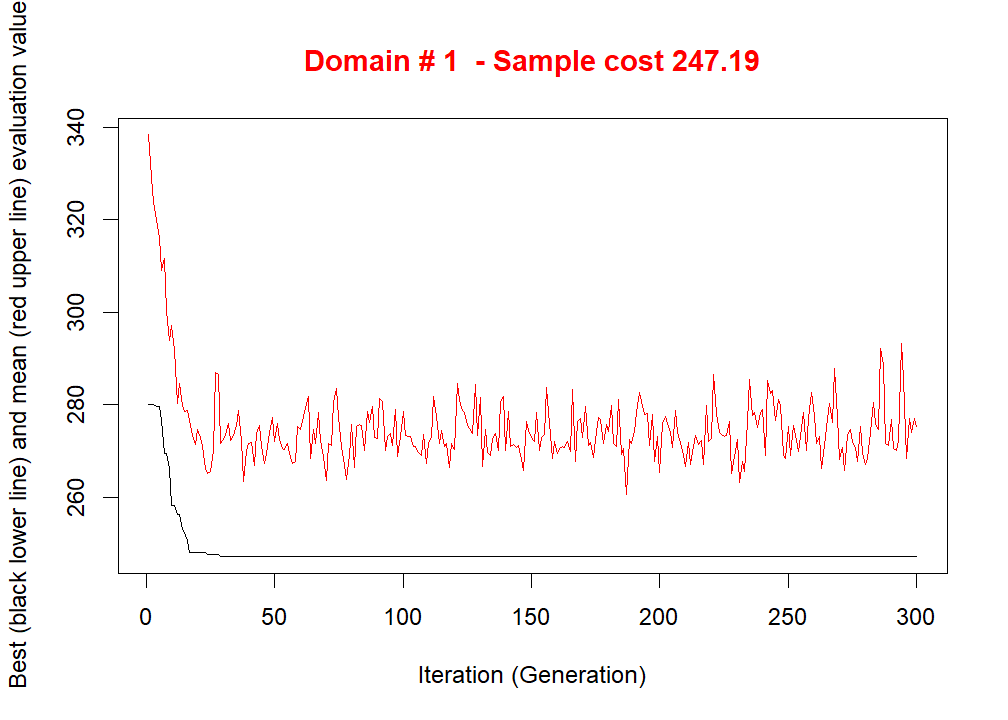 Domain # 1  - Sample cost 247.19
Best (black lower line) and mean (red upper line) evaluation value
340
320
300
280
260
0 50 100 150 200 250 300
Iteration (Generation)